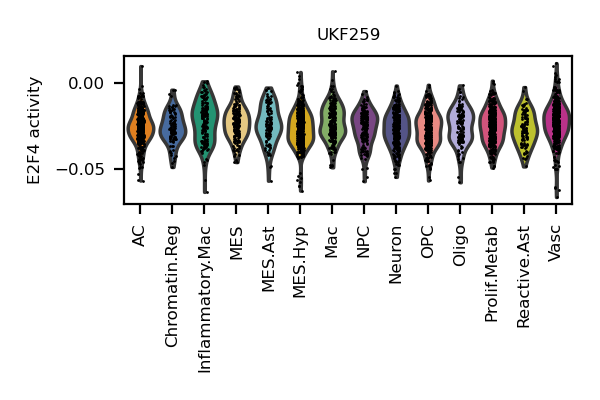 UKF259
E2F4 activity
0.00
−0.05
AC
Chromatin.Reg
Inflammatory.Mac
MES
MES.Ast
MES.Hyp
Mac
NPC
Neuron
OPC
Oligo
Prolif.Metab
Reactive.Ast
Vasc